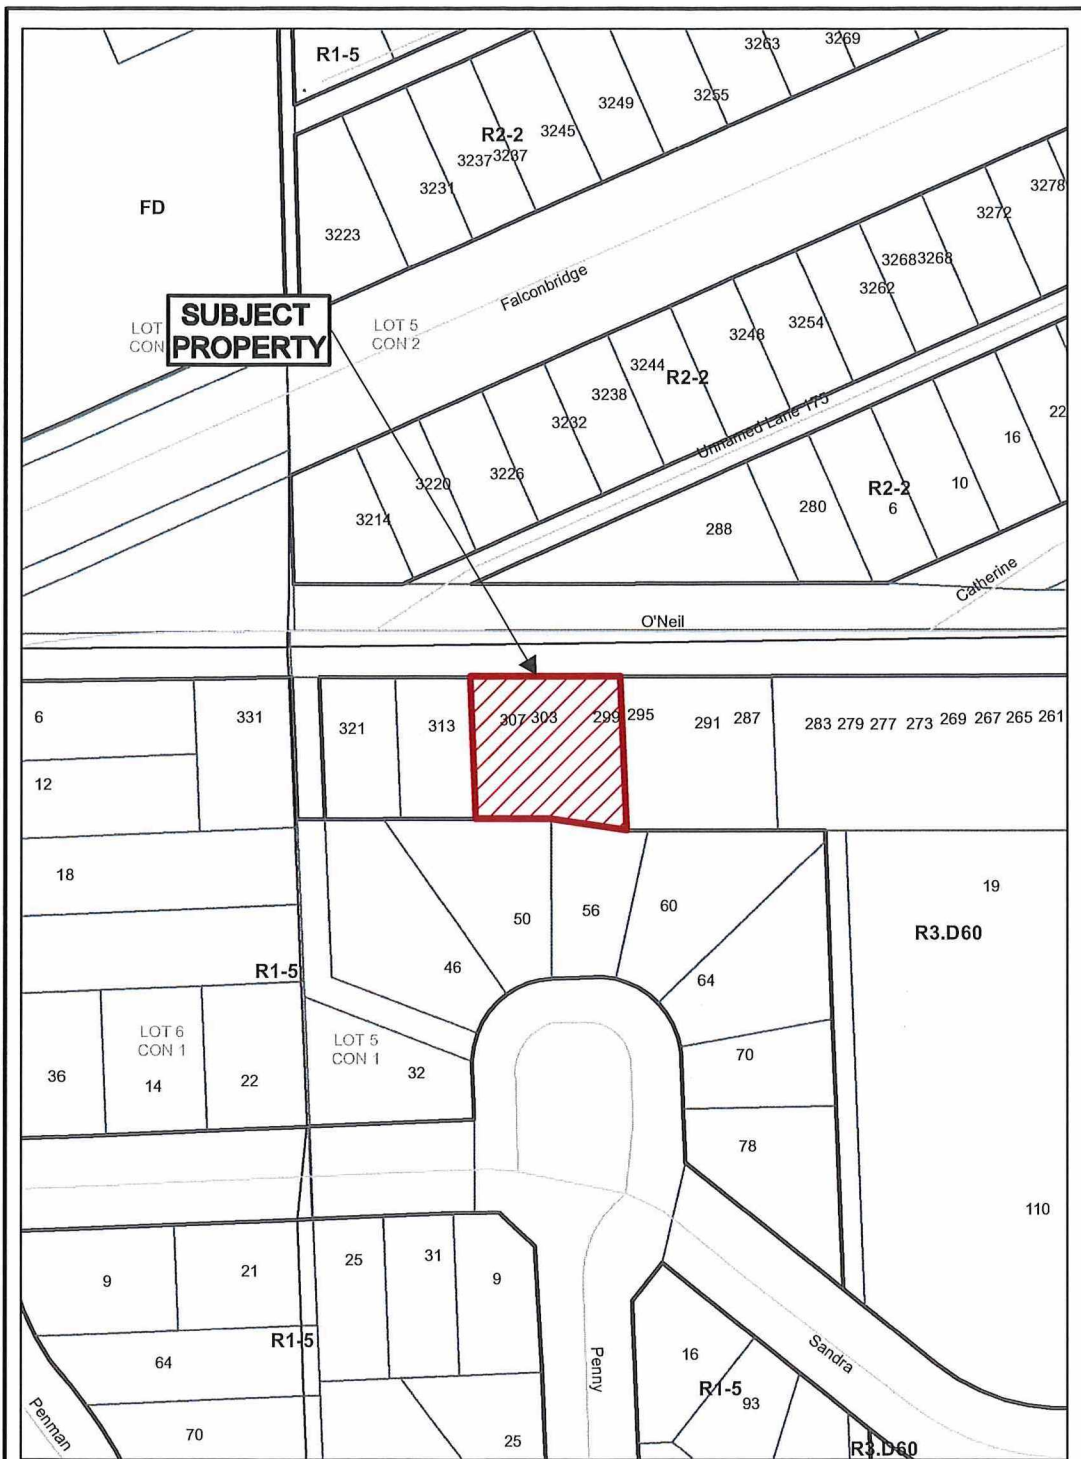 3263
3269
R1-5
3249
3255
R2-2
3245
3237 3237
3231
3278
FD
3223
3272
3268 3268
Falconbridge
3262
SUBJECT
PROPERTY
LOT
CON
LOT 5
CON 2
3254
3248
3244
R2-2
3238
3232
Unnamed Lane 175
22
16
3226
3220
10
R2-2
3214
280
6
288
Catherine
O'Neil
6
331
321
313
307 303
299 295
291
287
283 279 277 273 269 267 265 261
12
18
19
50
56
60
R3.D60
46
64
R1-5
LOT 6
CON 1
LOT 5
CON 1
70
36
14
22
32
78
110
9
21
25
31
9
R1-5
64
Penny
16
Sandra
R1-5
93
Penman
70
25
R3.D60